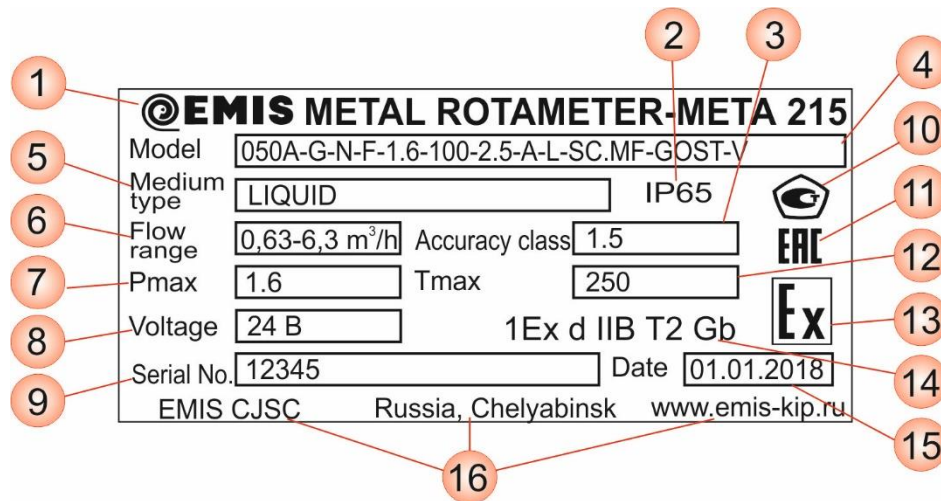 2
3
1
4
EMIS METAL ROTAMETER-META 215
Model 050A-G-N-F-1.6-100-2.5-A-L-SC.MF-GOST-V
10
5
Medium type LIQUID IP65
11
6
Flow range 0,63-6,3 m³/h Accuracy class 1.5 EAC
12
7
Pmax 1.6 Tmax 250
Ex
13
8
Voltage 24 B 1Ex d IIB T2 Gb
14
9
Serial No. 12345 Date 01.01.2018
EMIS CJSC Russia, Chelyabinsk www.emis-kip.ru
15
16